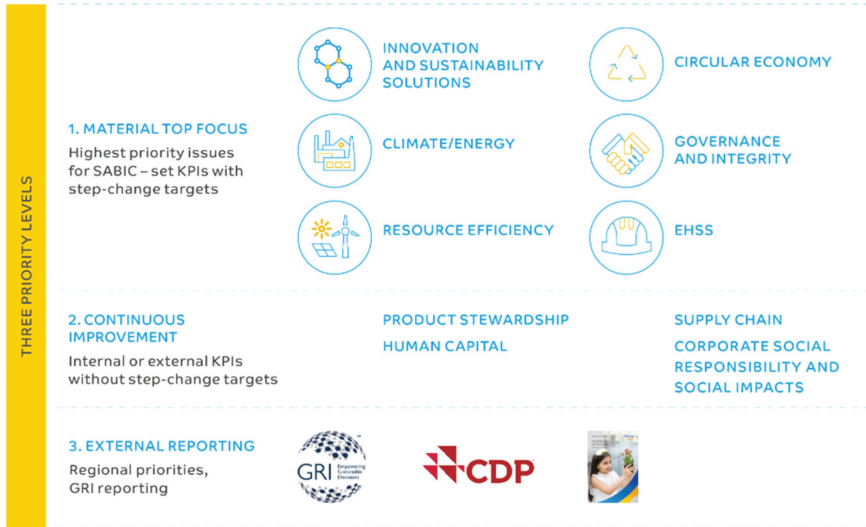 THREE PRIORITY LEVELS
1. MATERIAL TOP FOCUS
Highest priority issues
for SABIC – set KPIs with
step-change targets
INNOVATION
AND SUSTAINABILITY
SOLUTIONS
CIRCULAR ECONOMY
CLIMATE/ENERGY
GOVERNANCE
AND INTEGRITY
RESOURCE EFFICIENCY
EHSS
2. CONTINUOUS
IMPROVEMENT
Internal or external KPIs
without step-change targets
PRODUCT STEWARDSHIP
HUMAN CAPITAL
SUPPLY CHAIN
CORPORATE SOCIAL
RESPONSIBILITY AND
SOCIAL IMPACTS
3. EXTERNAL REPORTING
Regional priorities,
GRI reporting
GRI
Empowering
Sustainable
Decisions
CDP